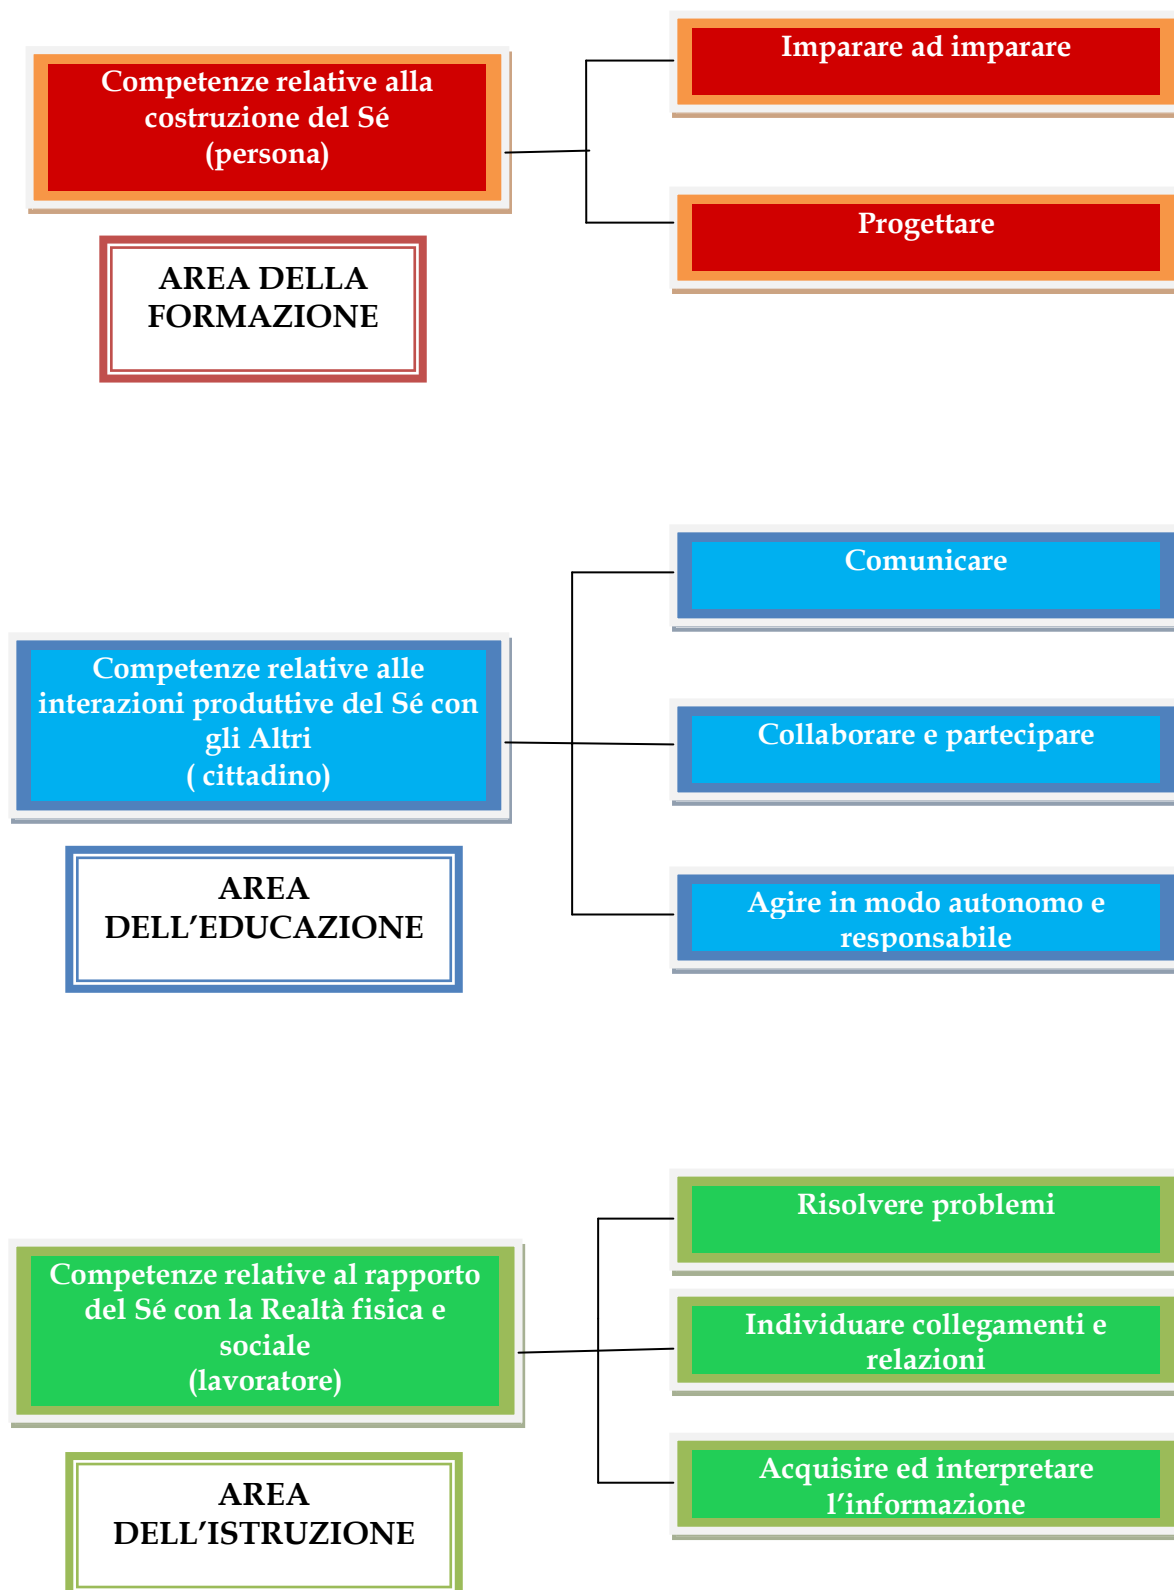 Competenze relative alla
costruzione del Sé
(persona)
Imparare ad imparare
Progettare
AREA DELLA
FORMAZIONE
Competenze relative alle
interazioni produttive del Sé con
gli Altri
( cittadino)
Comunicare
Collaborare e partecipare
Agire in modo autonomo e
responsabile
AREA
DELL’EDUCAZIONE
Competenze relative al rapporto
del Sé con la Realtà fisica e
sociale
(lavoratore)
Risolvere problemi
Individuare collegamenti e
relazioni
Acquisire ed interpretare
l’informazione
AREA
DELL’ISTRUZIONE